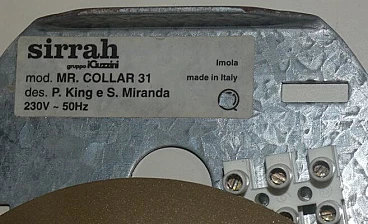 sirrah
gruppo iGuzzini
Imola
mod. MR. COLLAR 31
made in Italy
des. P. King e S. Miranda
230V ~ 50Hz